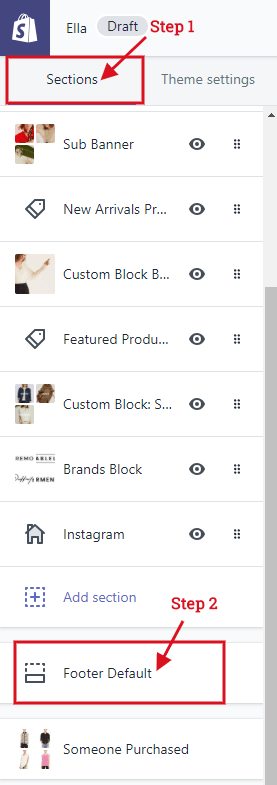 Ella Draft Step 1
Sections Theme settings
Sub Banner
New Arrivals Pr...
Custom Block B...
Featured Produ...
Custom Block: S...
Brands Block
Instagram
Add section
Step 2
Footer Default
Someone Purchased